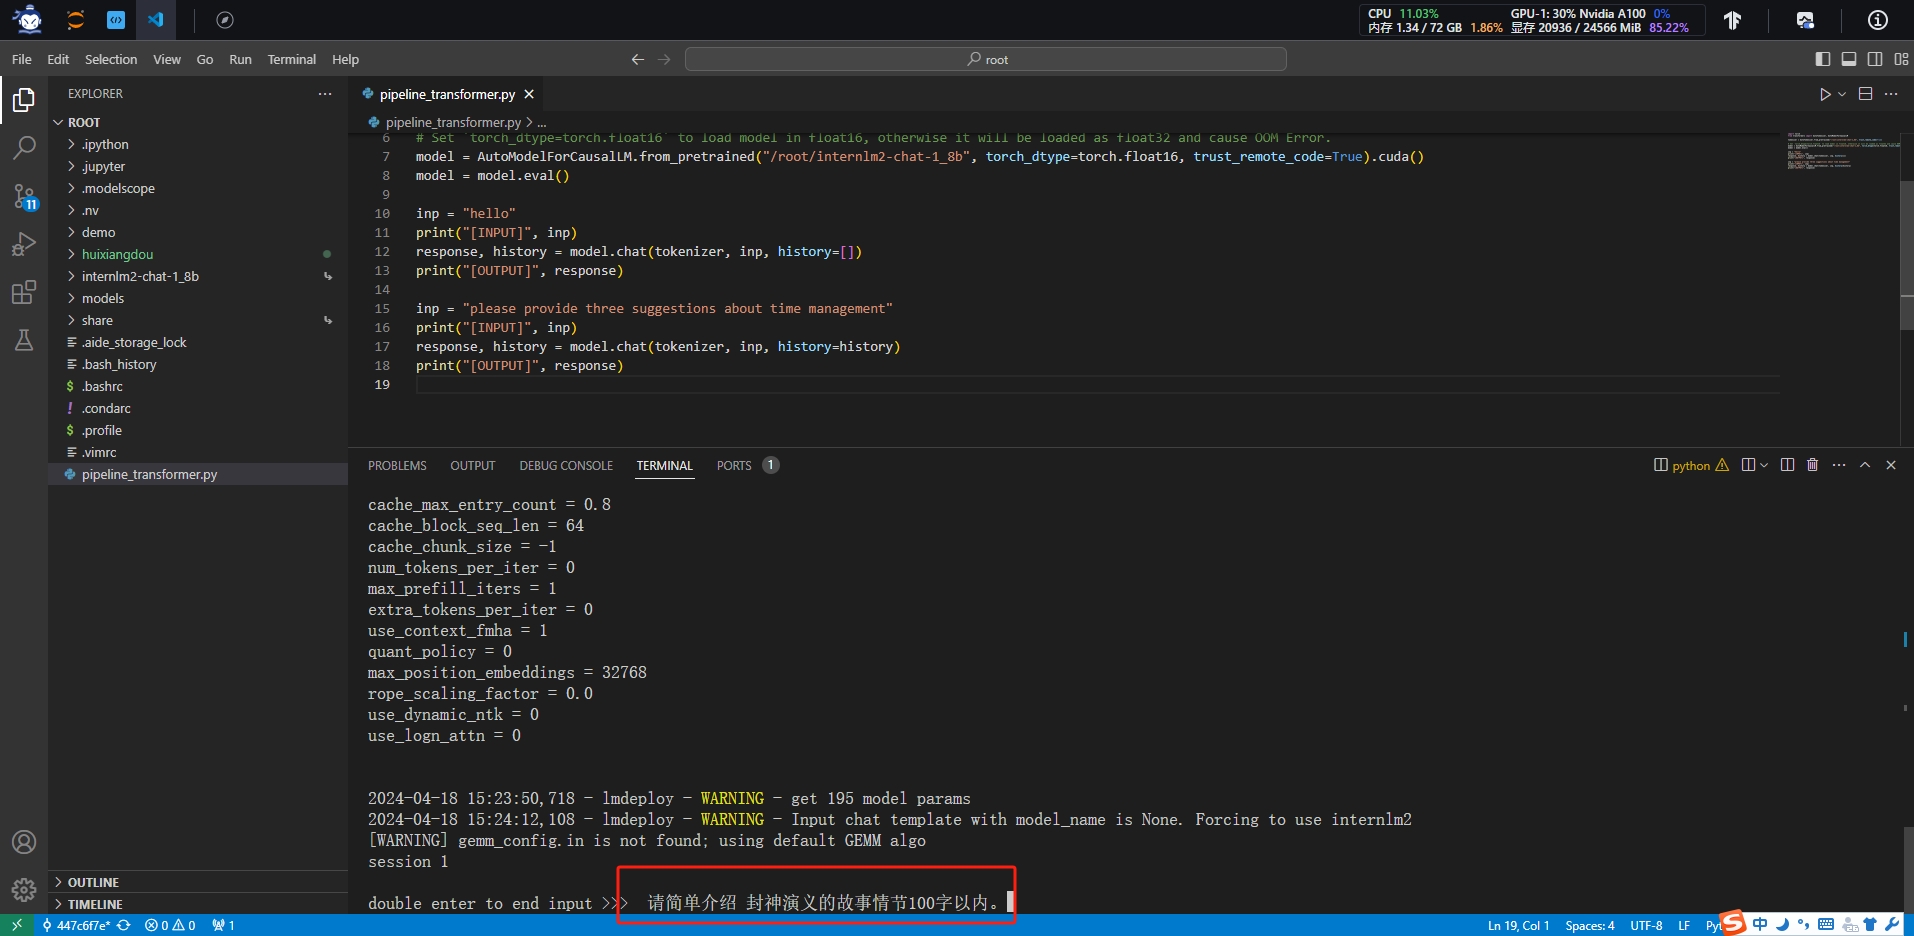 CPU 11.03% GPU-1: 30% Nvidia A100 0%
内存 1.34 / 72 GB 1.86% 显存 20936 / 24566 MiB 85.22%
File Edit Selection View Go Run Terminal Help
root
EXPLORER
pipeline_transformer.py
ROOT
pipeline_transformer.py > ...
.ipython
.jupyter
.modelscope
.nv
demo
huixiangdou
internlm2-chat-1_8b
models
share
.aide_storage_lock
.bash_history
.bashrc
.condarc
.profile
.vimrc
pipeline_transformer.py
11
6 # Set `torch_dtype=torch.float16` to load model in float16, otherwise it will be loaded as float32 and cause OOM Error.
7 model = AutoModelForCausalLM.from_pretrained("/root/internlm2-chat-1_8b", torch_dtype=torch.float16, trust_remote_code=True).cuda()
8 model = model.eval()
9
10 inp = "hello"
11 print("[INPUT]", inp)
12 response, history = model.chat(tokenizer, inp, history=[])
13 print("[OUTPUT]", response)
14
15 inp = "please provide three suggestions about time management"
16 print("[INPUT]", inp)
17 response, history = model.chat(tokenizer, inp, history=history)
18 print("[OUTPUT]", response)
19
PROBLEMS OUTPUT DEBUG CONSOLE TERMINAL PORTS 1
python
cache_max_entry_count = 0.8
cache_block_seq_len = 64
cache_chunk_size = -1
num_tokens_per_iter = 0
max_prefill_iters = 1
extra_tokens_per_iter = 0
use_context_fmha = 1
quant_policy = 0
max_position_embeddings = 32768
rope_scaling_factor = 0.0
use_dynamic_ntk = 0
use_logn_attn = 0
2024-04-18 15:23:50,718 - lmdeploy - WARNING - get 195 model params
2024-04-18 15:24:12,108 - lmdeploy - WARNING - Input chat template with model_name is None. Forcing to use internlm2
[WARNING] gemm_config.in is not found; using default GEMM algo
session 1
double enter to end input >>> 请简单介绍 封神演义的故事情节100字以内。
OUTLINE
TIMELINE
447c6f7e* 0 0 1
Ln 19, Col 1 Spaces: 4 UTF-8 LF Pyt
S 中